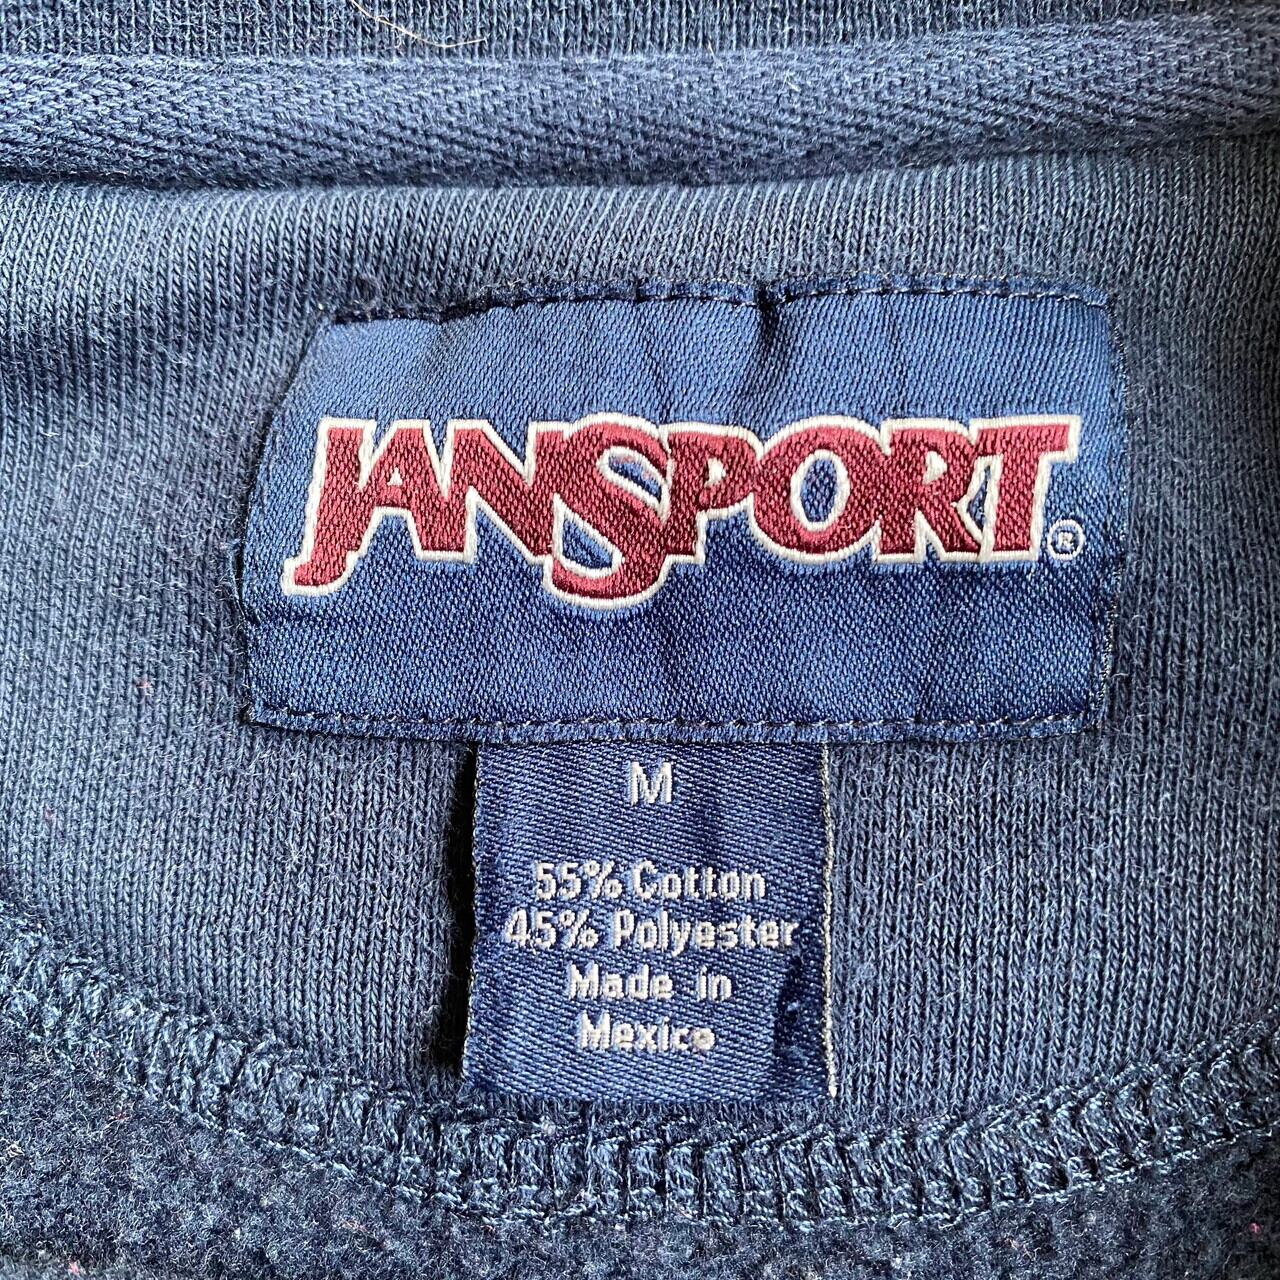 JANSPORT®
M
55% Cotton
45% Polyester
Made in
Mexico